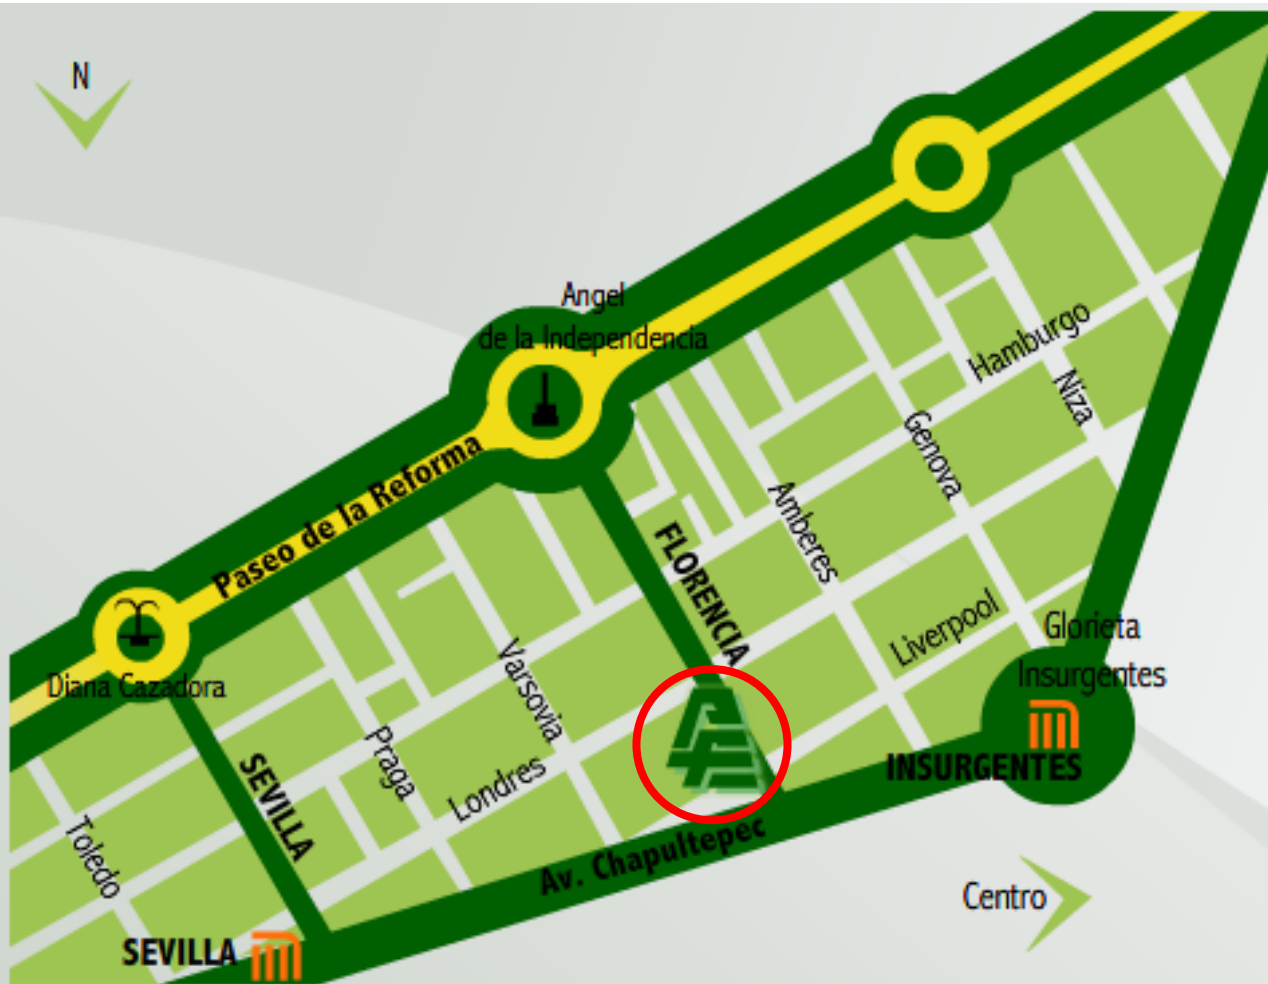 N
Angel
de la Independencia
Hamburgo
Niza
Genova
Paseo de la Reforma
Amberes
FLORENCIA
Liverpool
Glorieta
Insurgentes
Diana Cazadora
Varsovia
Praga
SEVILLA
Londres
INSURGENTES
Toledo
Av. Chapultepec
Centro
SEVILLA